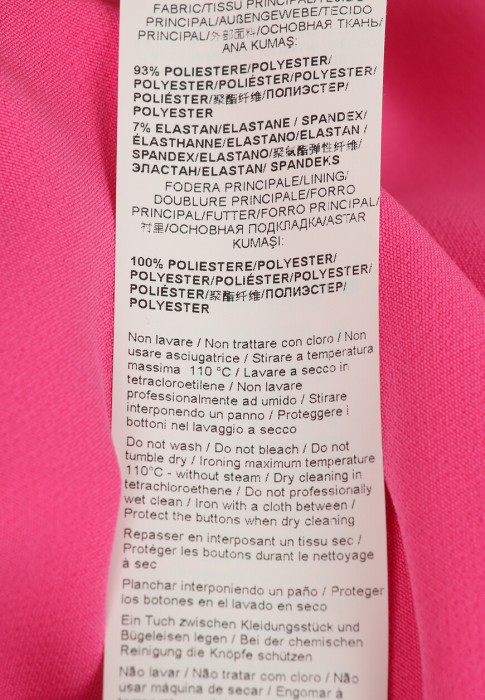 FABRIC/TISSU PRINCIPAL/TEJIDO
PRINCIPAL/AUßENGEWEBE/TECIDO
PRINCIPAL/外部面料/ОСНОВНАЯ ТКАНЬ/
ANA KUMAŞ:
93% POLIESTERE/POLYESTER/
POLYESTER/POLIÉSTER/POLYESTER/
POLIÉSTER/聚酯纤维/ПОЛИЭСТЕР/
POLYESTER
7% ELASTAN/ELASTANE / SPANDEX/
ÉLASTHANNE/ELASTANO/ELASTAN /
SPANDEX/ELASTANO/聚氨酯弹性纤维/
ЭЛАСТАН/ELASTAN/ SPANDEKS
FODERA PRINCIPALE/LINING/
DOUBLURE PRINCIPALE/FORRO
PRINCIPAL/FUTTER/FORRO PRINCIPAL/
衬里/ОСНОВНАЯ ПОДКЛАДКА/ASTAR
KUMAŞI:
100% POLIESTERE/POLYESTER/
POLYESTER/POLIÉSTER/POLYESTER/
POLIÉSTER/聚酯纤维/ПОЛИЭСТЕР/
POLYESTER
Non lavare / Non trattare con cloro / Non
usare asciugatrice / Stirare a temperatura
massima 110 °C / Lavare a secco in
tetracloroetilene / Non lavare
professionalmente ad umido / Stirare
interponendo un panno / Proteggere i
bottoni nel lavaggio a secco
Do not wash / Do not bleach / Do not
tumble dry / Ironing maximum temperature
110°C - without steam / Dry cleaning in
tetrachloroethene / Do not professionally
wet clean / Iron with a cloth between /
Protect the buttons when dry cleaning
Repasser en interposant un tissu sec /
Protéger les boutons durant le nettoyage
à sec
Planchar interponiendo un paño / Proteger
los botones en el lavado en seco
Ein Tuch zwischen Kleidungsstück und
Bügeleisen legen / Bei der chemischen
Reinigung die Knöpfe schützen
Não lavar / Não tratar com cloro / Não
usar máquina de secar / Engomar à